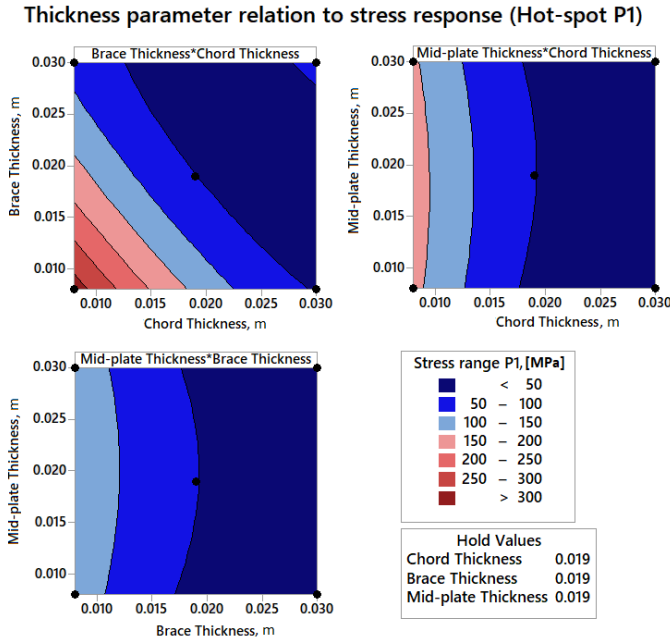 Thickness parameter relation to stress response (Hot-spot P1)
Brace Thickness*Chord Thickness
0.030
0.025
0.020
0.015
0.010
Brace Thickness, m
0.010 0.015 0.020 0.025 0.030
Chord Thickness, m
Mid-plate Thickness*Chord Thickness
0.030
0.025
0.020
0.015
0.010
Mid-plate Thickness, m
0.010 0.015 0.020 0.025 0.030
Chord Thickness, m
Mid-plate Thickness*Brace Thickness
0.030
0.025
0.020
0.015
0.010
Mid-plate Thickness, m
0.010 0.015 0.020 0.025 0.030
Brace Thickness, m
Stress range P1, [MPa]
< 50
50 – 100
100 – 150
150 – 200
200 – 250
250 – 300
> 300
Hold Values
Chord Thickness 0.019
Brace Thickness 0.019
Mid-plate Thickness 0.019